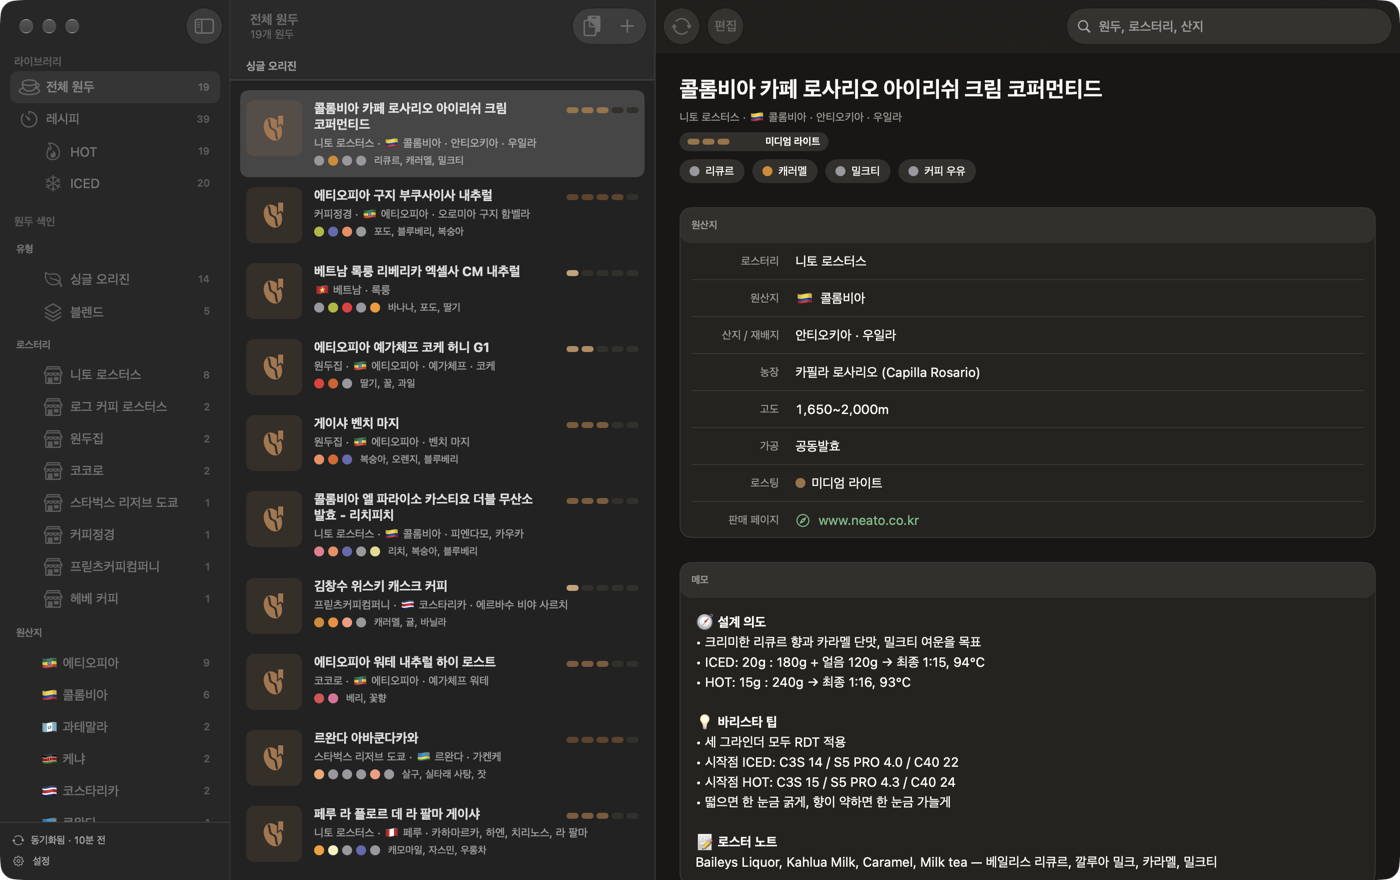 라이브러리
전체 원두 19
레시피 39
HOT 19
ICED 20
원두 색인
유형
싱글 오리진 14
블렌드 5
로스터리
니토 로스터스 8
로그 커피 로스터스 2
원두집 2
코코로 2
스타벅스 리저브 도쿄 1
커피정경 1
프릳츠커피컴퍼니 1
헤베 커피 1
원산지
에티오피아 9
콜롬비아 6
과테말라 2
케냐 2
코스타리카 2
동기화됨 · 10분 전
설정
전체 원두
19개 원두
싱글 오리진
콜롬비아 카페 로사리오 아이리쉬 크림
코퍼먼티드
니토 로스터스 · 🇨🇴 콜롬비아 · 안티오키아 · 우일라
리큐르, 캐러멜, 밀크티
에티오피아 구지 부쿠사이사 내추럴
커피정경 · 🇪🇹 에티오피아 · 오로미아 구지 함벨라
포도, 블루베리, 복숭아
베트남 록롱 리베리카 엑셀사 CM 내추럴
🇻🇳 베트남 · 록롱
바나나, 포도, 딸기
에티오피아 예가체프 코케 허니 G1
원두집 · 🇪🇹 에티오피아 · 예가체프 · 코케
딸기, 꿀, 과일
게이샤 벤치 마지
원두집 · 🇪🇹 에티오피아 · 벤치 마지
복숭아, 오렌지, 블루베리
콜롬비아 엘 파라이소 카스티요 더블 무산소
발효 - 리치피치
니토 로스터스 · 🇨🇴 콜롬비아 · 피엔다모, 카우카
리치, 복숭아, 블루베리
김창수 위스키 캐스크 커피
프릳츠커피컴퍼니 · 🇨🇷 코스타리카 · 에르바수 비야 사르치
캐러멜, 귤, 바닐라
에티오피아 워테 내추럴 하이 로스트
코코로 · 🇪🇹 에티오피아 · 예가체프 워테
베리, 꽃향
르완다 아바쿤다카와
스타벅스 리저브 도쿄 · 🇷🇼 르완다 · 가켄케
살구, 실타래 사탕, 잣
페루 라 플로르 데 라 팔마 게이샤
니토 로스터스 · 🇵🇪 페루 · 카하마르카, 하엔, 치리노스, 라 팔마
캐모마일, 자스민, 우롱차
편집
원두, 로스터리, 산지
콜롬비아 카페 로사리오 아이리쉬 크림 코퍼먼티드
니토 로스터스 · 🇨🇴 콜롬비아 · 안티오키아 · 우일라
미디엄 라이트
리큐르 캐러멜 밀크티 커피 우유
원산지
로스터리 니토 로스터스
원산지 🇨🇴 콜롬비아
산지 / 재배지 안티오키아 · 우일라
농장 카필라 로사리오 (Capilla Rosario)
고도 1,650~2,000m
가공 공동발효
로스팅 미디엄 라이트
판매 페이지 www.neato.co.kr
메모
🧭 설계 의도
• 크리미한 리큐르 향과 카라멜 단맛, 밀크티 여운을 목표
• ICED: 20g : 180g + 얼음 120g → 최종 1:15, 94°C
• HOT: 15g : 240g → 최종 1:16, 93°C
💡 바리스타 팁
• 세 그라인더 모두 RDT 적용
• 시작점 ICED: C3S 14 / S5 PRO 4.0 / C40 22
• 시작점 HOT: C3S 15 / S5 PRO 4.3 / C40 24
• 떫으면 한 눈금 굵게, 향이 약하면 한 눈금 가늘게
📝 로스터 노트
Baileys Liquor, Kahlua Milk, Caramel, Milk tea — 베일리스 리큐르, 깔루아 밀크, 카라멜, 밀크티